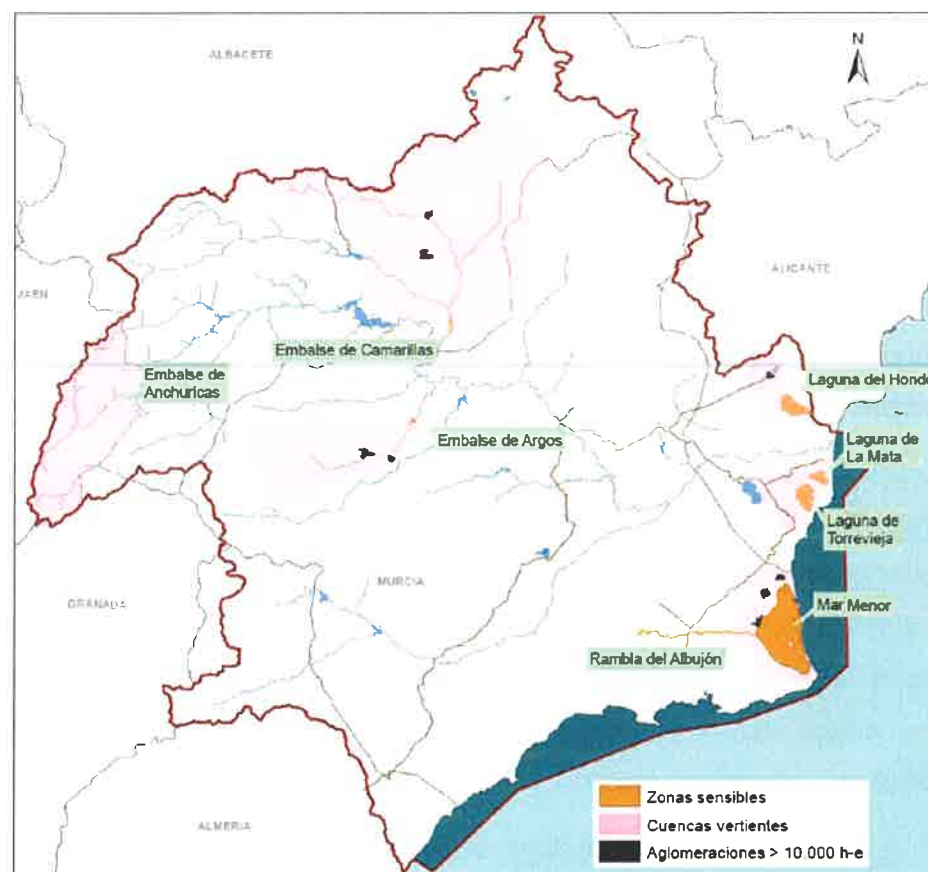 ALBACETE
N
ALICANTE
JAEN
Embalse de Camarillas
Embalse de
Anchuricas
Laguna del Hondo
Embalse de Argos
Laguna de
La Mata
Laguna de
Torrevieja
MURCIA
GRANADA
Mar Menor
Rambla del Albujón
ALMERIA
Zonas sensibles
Cuencas vertientes
Aglomeraciones > 10.000 h-e